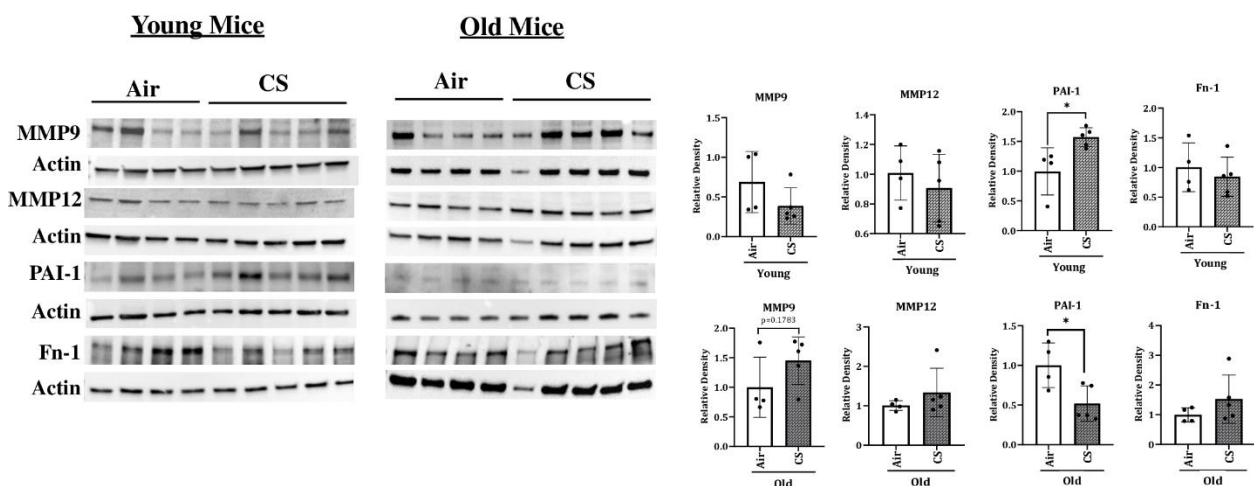 Young Mice
Old Mice
Air CS
Air CS
MMP9
Actin
MMP12
Actin
PAI-1
Actin
Fn-1
Actin
MMP9
Relative Density
1.5
1.0
0.5
0.0
Air
CS
Young
MMP12
Relative Density
1.4
1.2
1.0
0.8
0.6
Air
CS
Young
PAI-1
*
Relative Density
2.0
1.5
1.0
0.5
0.0
Air
CS
Young
Fn-1
Relative Density
2.0
1.5
1.0
0.5
0.0
Air
CS
Young
MMP9
p=0.1783
Relative Density
2.0
1.5
1.0
0.5
0.0
Air
CS
Old
MMP12
Relative Density
3
2
1
0
Air
CS
Old
PAI-1
*
Relative Density
1.5
1.0
0.5
0.0
Air
CS
Old
Fn-1
Relative Density
4
3
2
1
0
Air
CS
Old